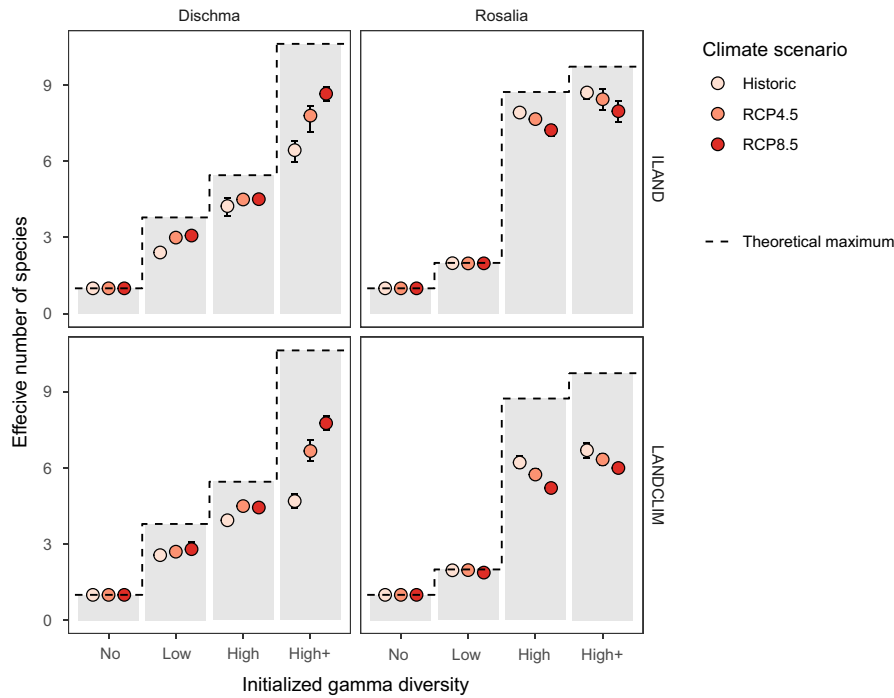 Dischma
Rosalia
9
6
3
0
ILAND
9
6
3
0
LANDCLIM
No
Low
High
High+
No
Low
High
High+
Initialized gamma diversity
Effecive number of species
Climate scenario
Historic
RCP4.5
RCP8.5
Theoretical maximum